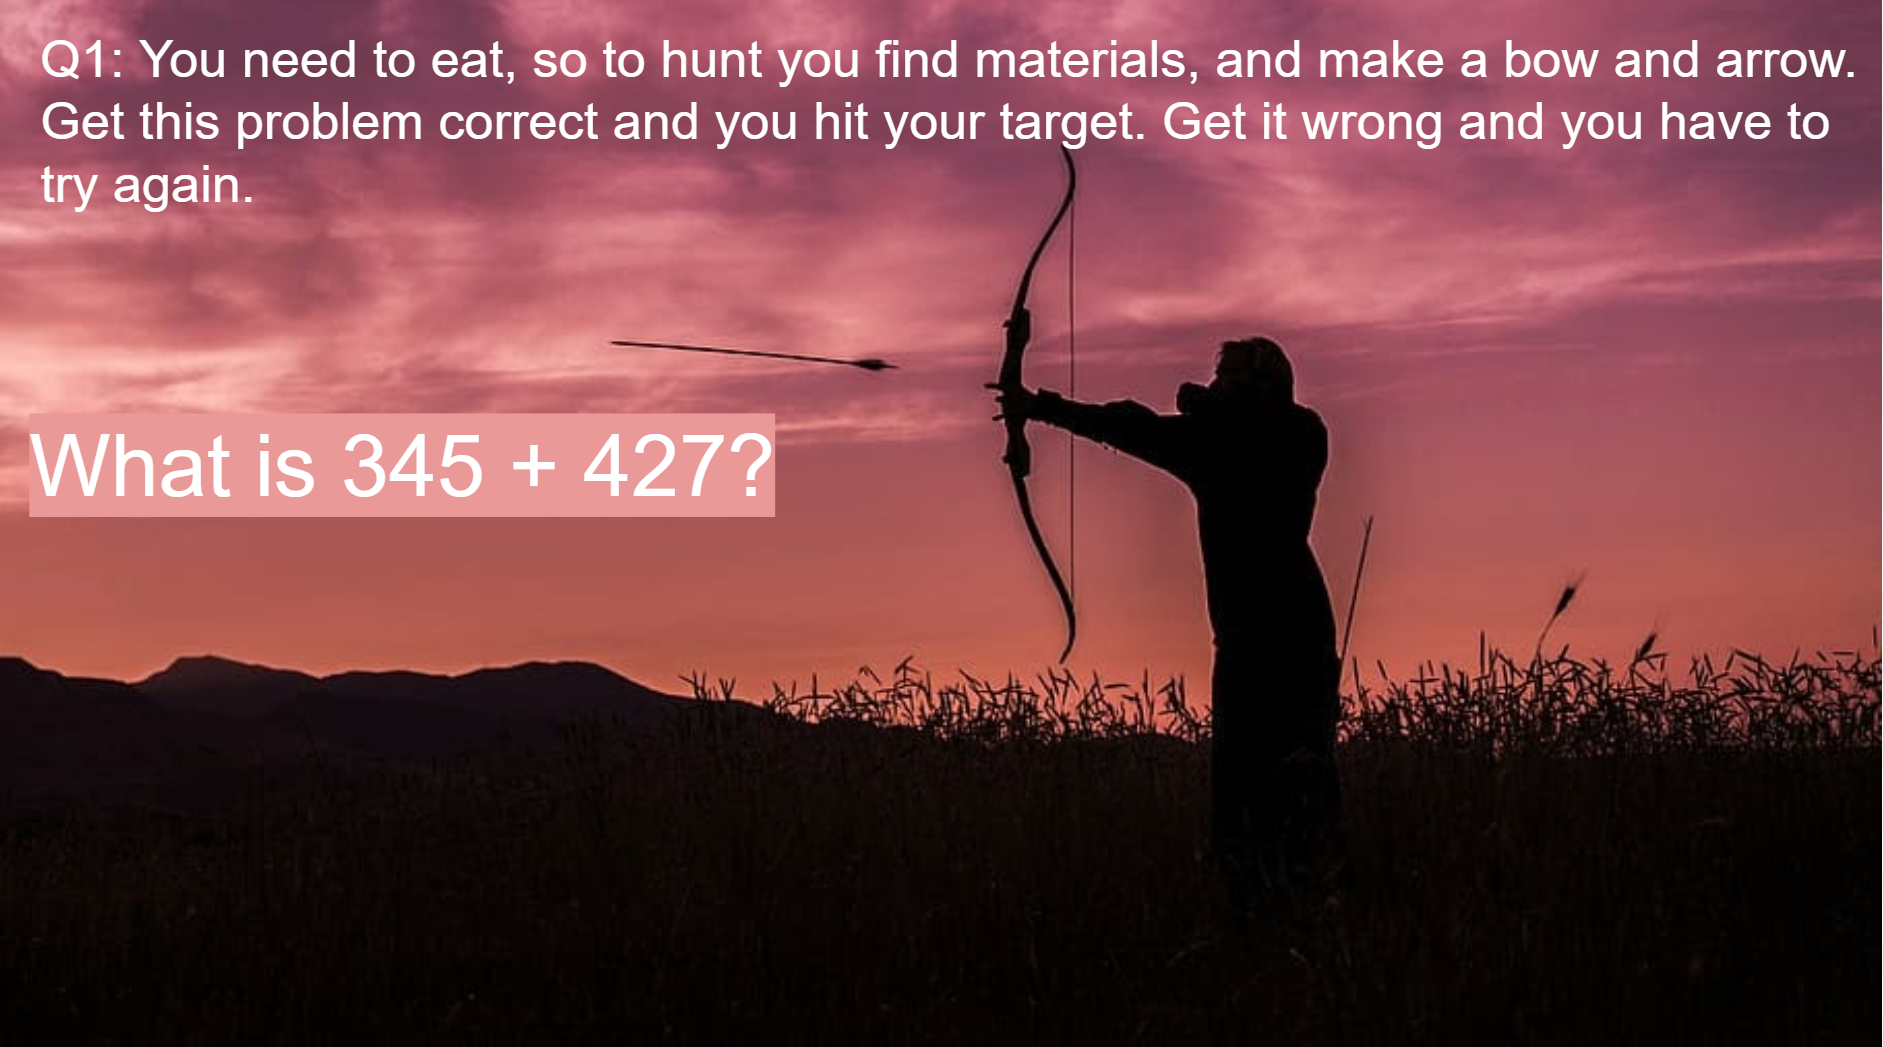 Q1: You need to eat, so to hunt you find materials, and make a bow and arrow.
Get this problem correct and you hit your target. Get it wrong and you have to
try again.
What is 345 + 427?